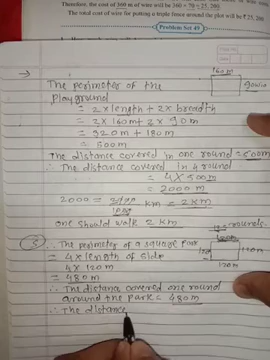 Therefore, the cost of 360 m of wire will be 360 × 70 = 25, 200.
The total cost of wire for putting a triple fence around the plot will be ₹ 25, 200
Problem Set 49
160 m
90 m
The perimeter of the
playground
= 2 × length + 2 × breadth
= 2 × 160 m + 2 × 90 m
= 320 m + 180 m
= 500 m
The distance covered in one round = 500 m
∴ The distance covered in 4 round
= 4 × 500 m
= 2000 m
2000 = 2000/1000 km = 2 km
one should walk 2 km
3 ∴ The perimeter of a square park
= 4 × length of side
4 × 120 m
= 480 m
120 m
120 m
∴ The distance covered one round
around the park = 480 m
∴ The distance